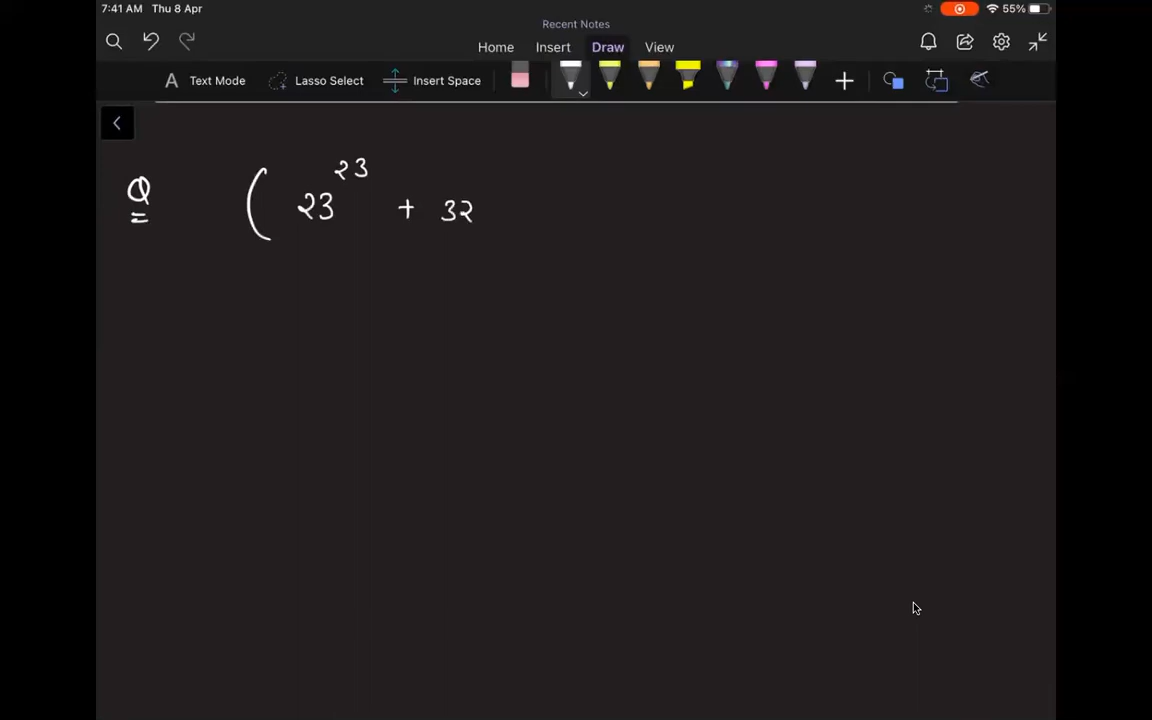 7:41 AM Thu 8 Apr 55%
Recent Notes
Home Insert Draw View
A Text Mode Lasso Select Insert Space
Q ( 23^23 + 32